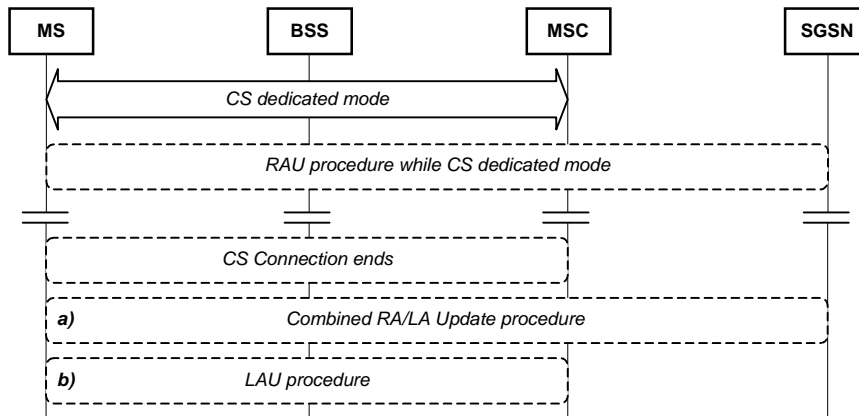 MS BSS MSC SGSN
CS dedicated mode
RAU procedure while CS dedicated mode
CS Connection ends
a) Combined RA/LA Update procedure
b) LAU procedure